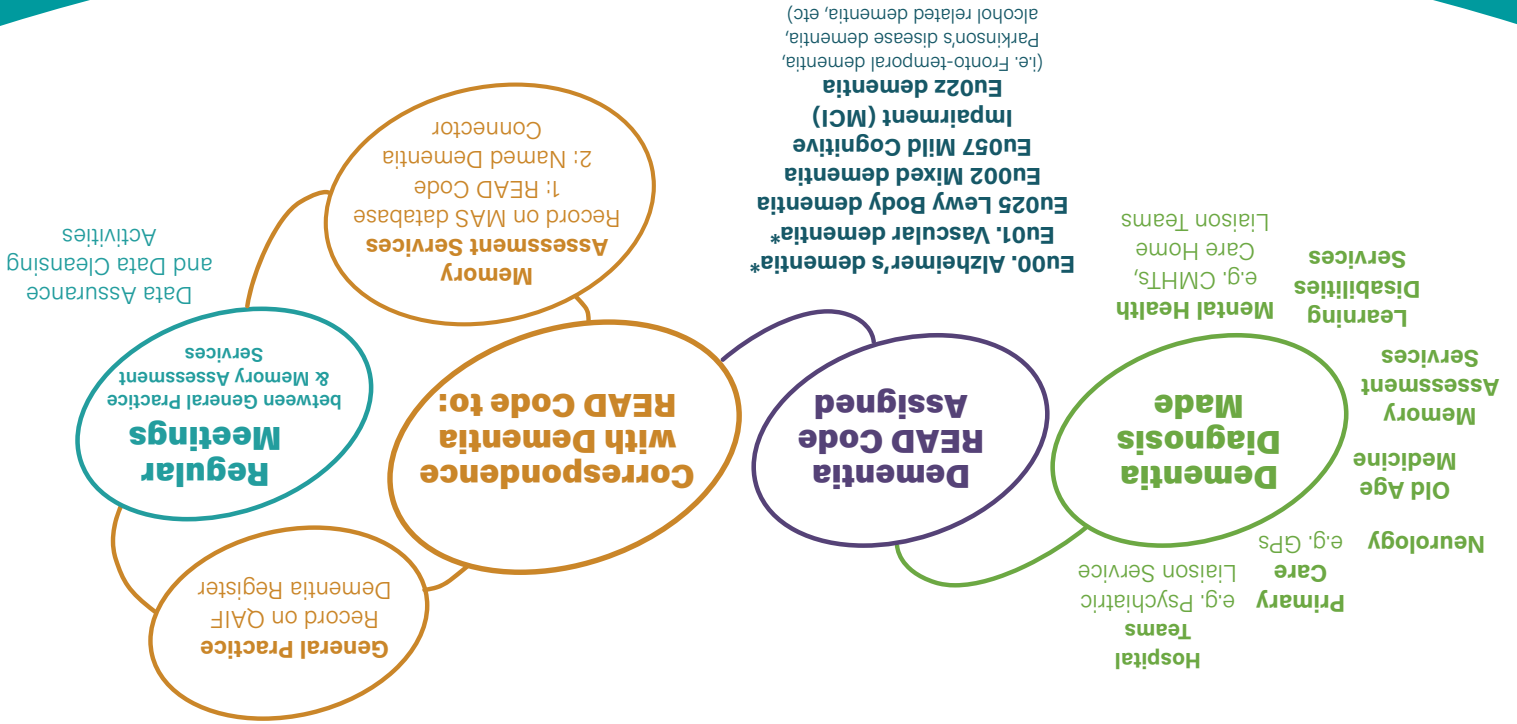 Hospital
Teams
e.g. Psychiatric
Liaison Service
Primary
Care
e.g. GPs
Neurology
Old Age
Medicine
Memory
Assessment
Services
Learning
Disabilities
Services
Mental Health
e.g. CMHTs,
Care Home
Liaison Teams
Dementia
Diagnosis
Made
Dementia
READ Code
Assigned
Eu00. Alzheimer's dementia*
Eu01. Vascular dementia*
Eu025 Lewy Body dementia
Eu002 Mixed dementia
Eu057 Mild Cognitive
Impairment (MCI)
Eu02z dementia
(i.e. Fronto-temporal dementia,
Parkinson's disease dementia,
alcohol related dementia, etc)
Correspondence
with Dementia
READ Code to:
General Practice
Record on QAIF
Dementia Register
Memory
Assessment Services
Record on MAS database
1: READ Code
2: Named Dementia
Connector
Regular
Meetings
between General Practice
& Memory Assessment
Services
Data Assurance
and Data Cleansing
Activities